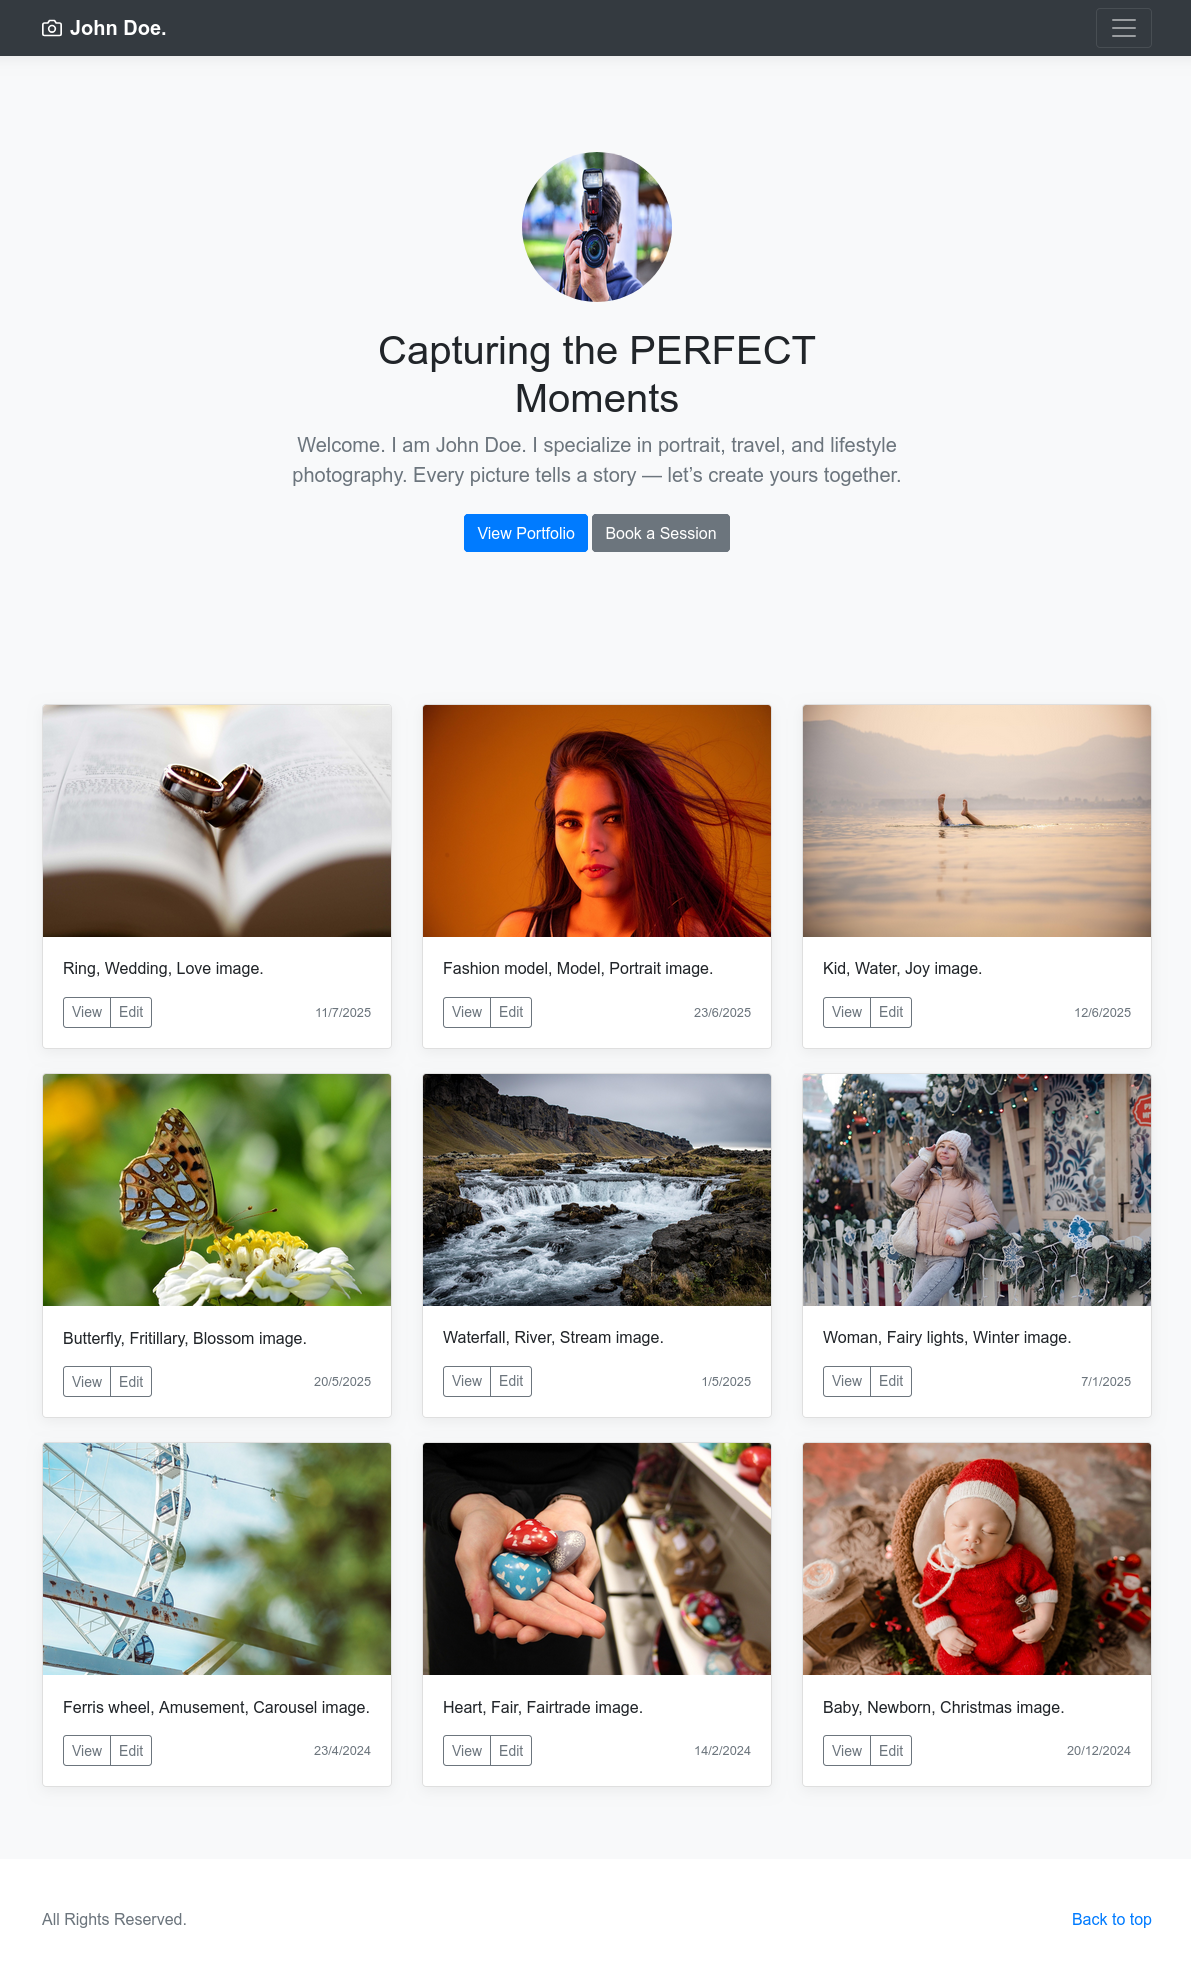 John Doe.
Capturing the PERFECT
Moments
Welcome. I am John Doe. I specialize in portrait, travel, and lifestyle
photography. Every picture tells a story — let’s create yours together.
View Portfolio Book a Session
Ring, Wedding, Love image.
View Edit 11/7/2025
Fashion model, Model, Portrait image.
View Edit 23/6/2025
Kid, Water, Joy image.
View Edit 12/6/2025
Butterfly, Fritillary, Blossom image.
View Edit 20/5/2025
Waterfall, River, Stream image.
View Edit 1/5/2025
Woman, Fairy lights, Winter image.
View Edit 7/1/2025
Ferris wheel, Amusement, Carousel image.
View Edit 23/4/2024
Heart, Fair, Fairtrade image.
View Edit 14/2/2024
Baby, Newborn, Christmas image.
View Edit 20/12/2024
All Rights Reserved.
Back to top